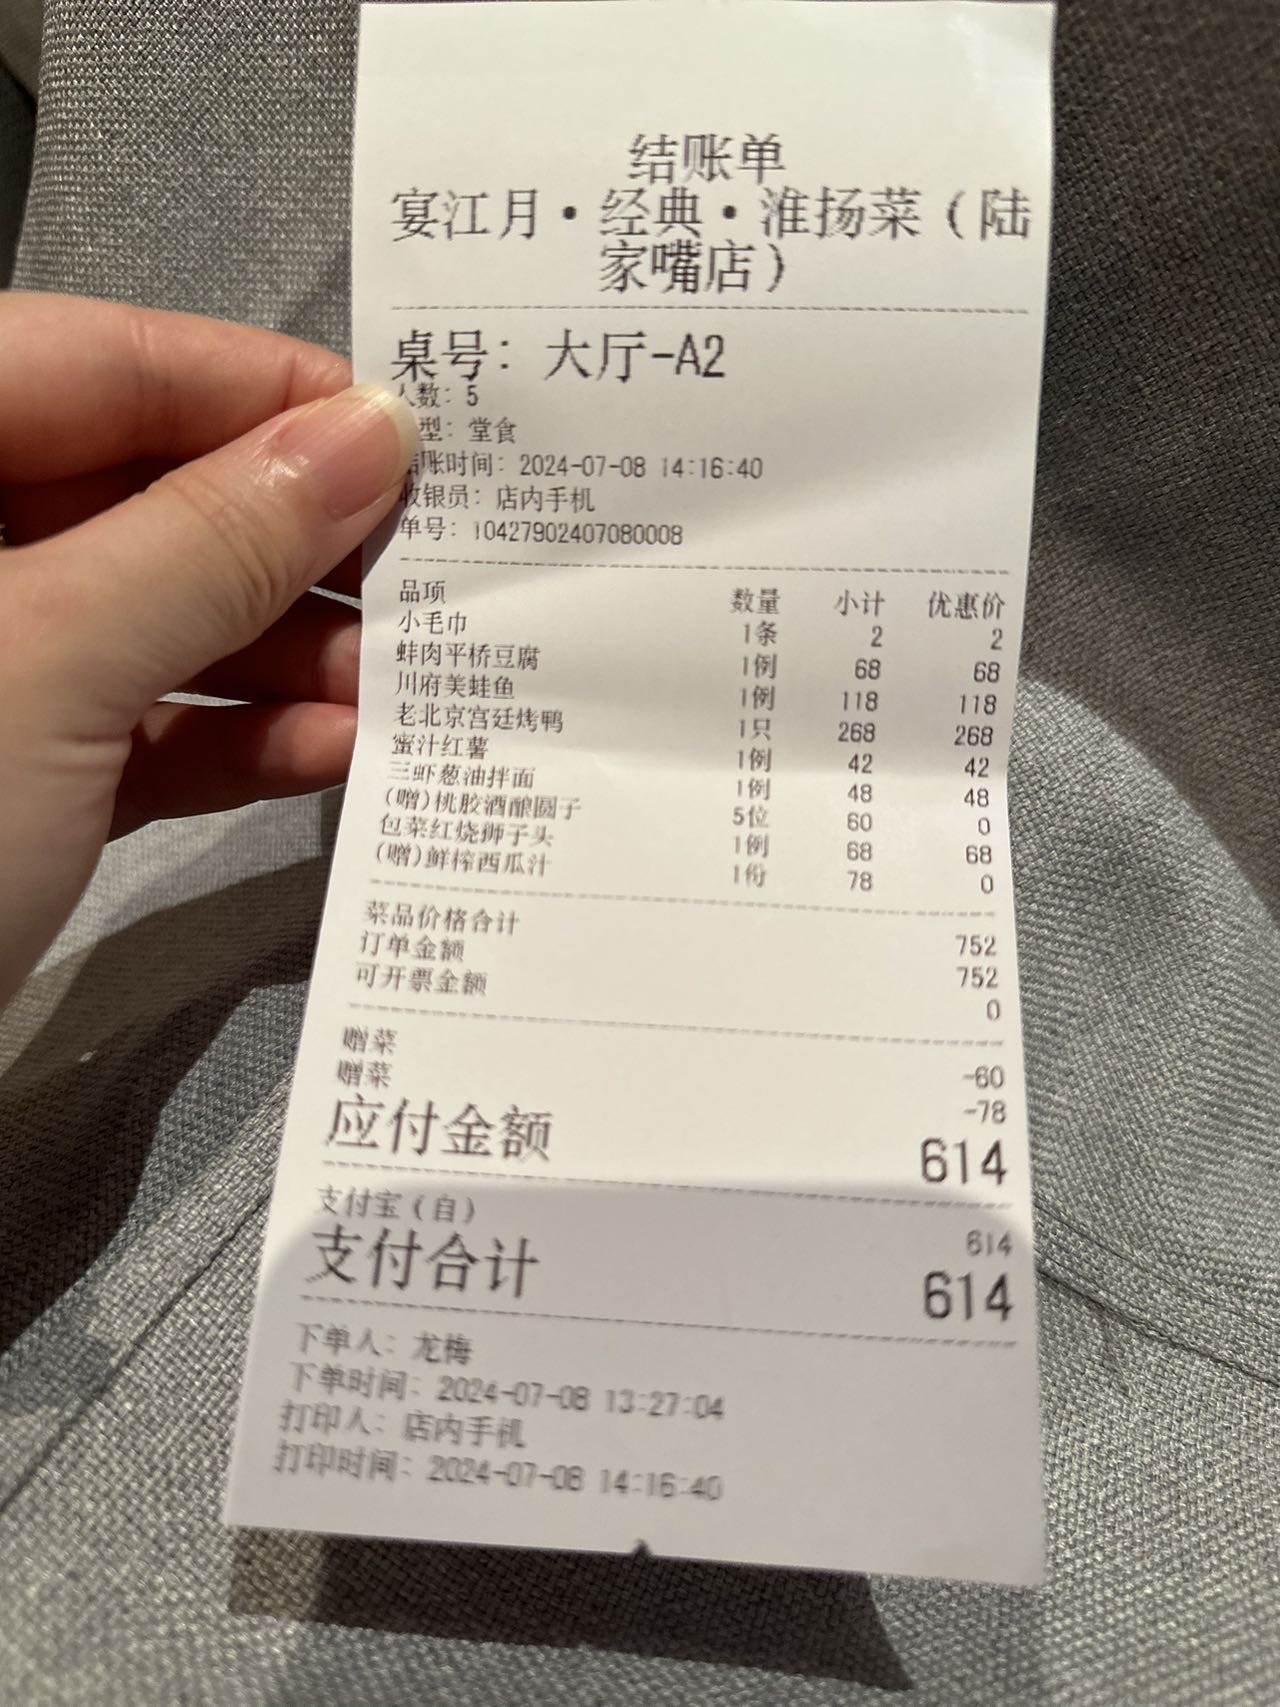 结账单
宴江月·经典·淮扬菜(陆
家嘴店)
桌号: 大厅-A2
人数: 5
型: 堂食
结账时间: 2024-07-08 14:16:40
收银员: 店内手机
单号: 10427902407080008
品项 数量 小计 优惠价
小毛巾 1条 2 2
蚌肉平桥豆腐 1例 68 68
川府美蛙鱼 1例 118 118
老北京宫廷烤鸭 1只 268 268
蜜汁红薯 1例 42 42
三虾葱油拌面 1例 48 48
(赠)桃胶酒酿圆子 5位 60 0
包菜红烧狮子头 1例 68 68
(赠)鲜榨西瓜汁 1份 78 0
菜品价格合计 752
订单金额 752
可开票金额 0
赠菜 -60
赠菜 -78
应付金额 614
支付宝(自) 614
支付合计 614
下单人: 龙梅
下单时间: 2024-07-08 13:27:04
打印人: 店内手机
打印时间: 2024-07-08 14:16:40